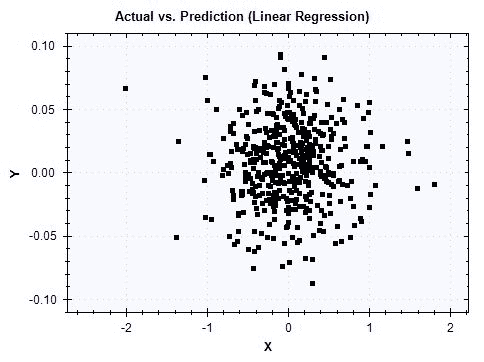 Actual vs. Prediction (Linear Regression)
0.10
0.05
0.00
-0.05
-0.10
Y
-2 -1 0 1 2
X